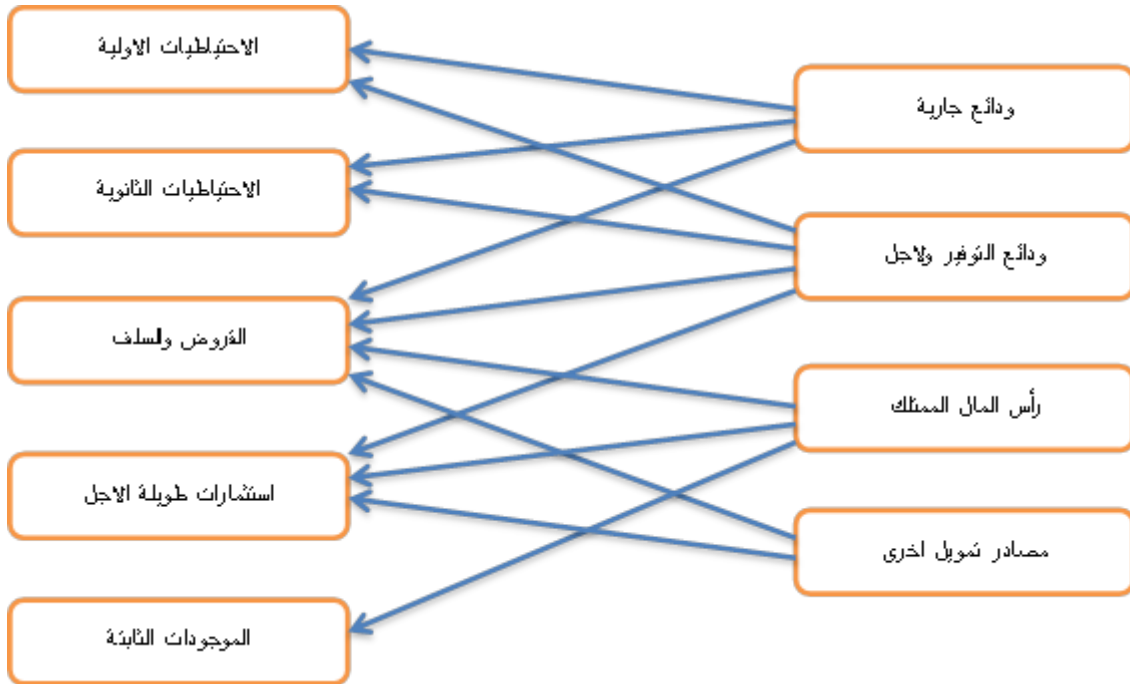 ودائع جارية
ودائع التوفير ولاجل
رأس المال الممتلك
مصادر تمويل اخرى
الاحتياطيات الاولية
الاحتياطيات الثانوية
القروض والسلف
استثمارات طويلة الاجل
الموجودات الثابتة